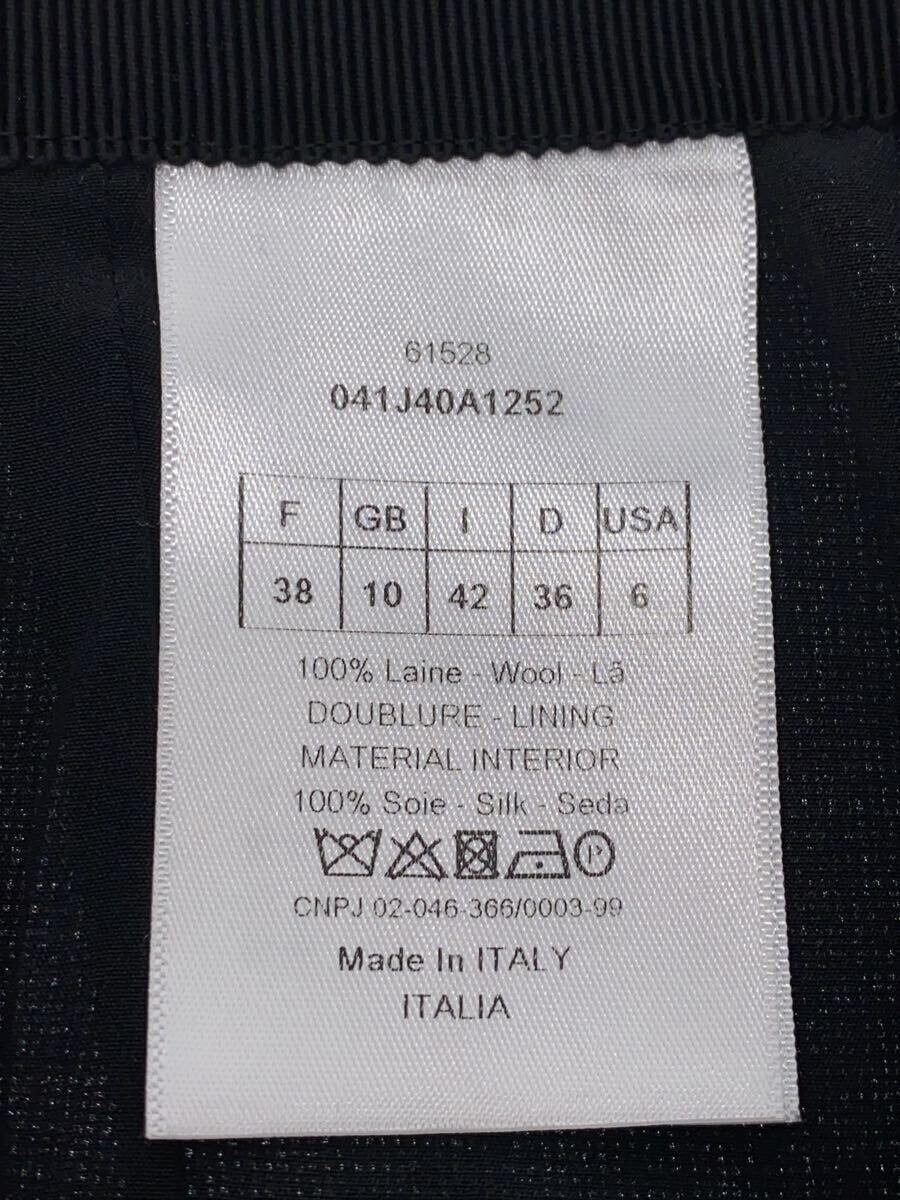 61528
041J40A1252
F GB I D USA
38 10 42 36 6
100% Laine - Wool - Lã
DOUBLURE - LINING
MATERIAL INTERIOR
100% Soie - Silk - Seda
P
CNPJ 02-046-366/0003-99
Made In ITALY
ITALIA